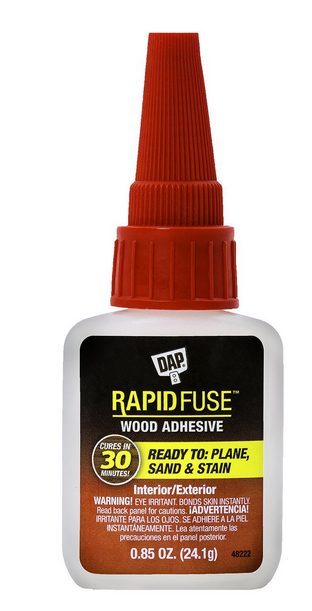 DAP
RAPIDFUSE™
WOOD ADHESIVE
CURES IN
30
MINUTES!
READY TO: PLANE,
SAND & STAIN
Interior/Exterior
WARNING! EYE IRRITANT. BONDS SKIN INSTANTLY.
Read back panel for cautions. ¡ADVERTENCIA!
IRRITANTE PARA LOS OJOS. SE ADHIERE A LA PIEL
INSTANTÁNEAMENTE. Lea atentamente las
precauciones en el panel posterior.
0.85 OZ. (24.1g)
48222